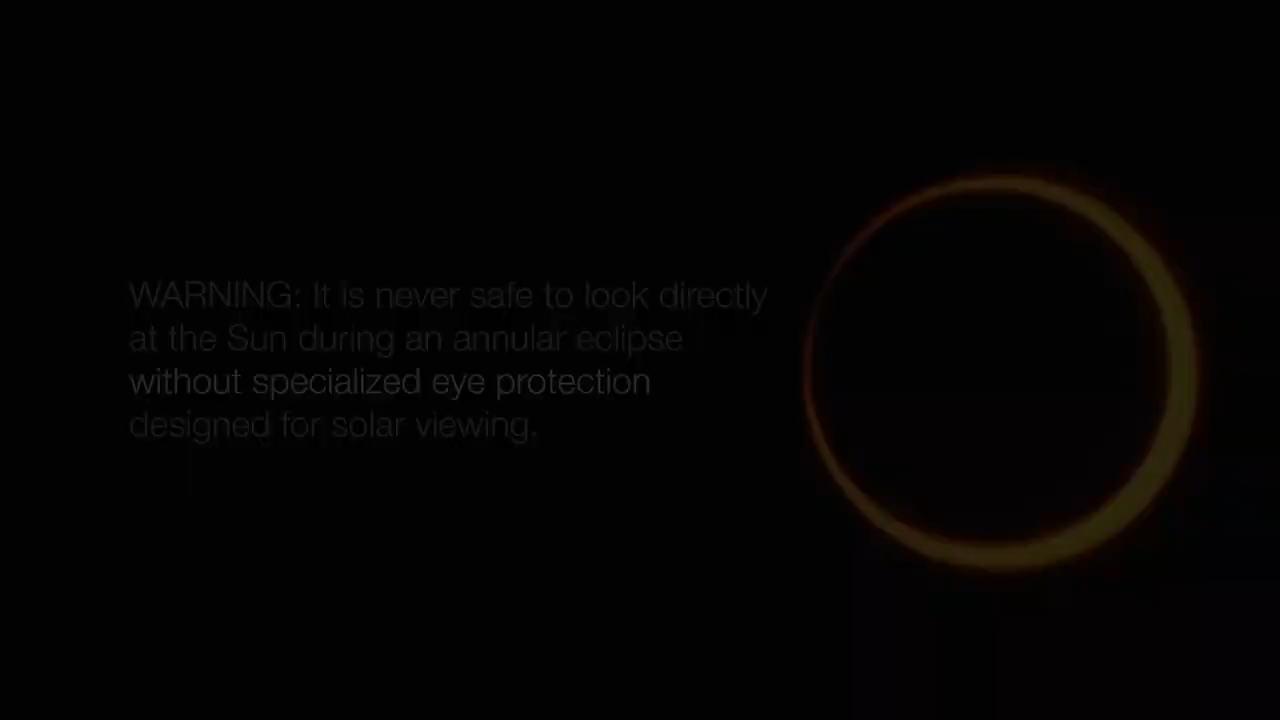 WARNING: It is never safe to look directly
at the Sun during an annular eclipse
without specialized eye protection
designed for solar viewing.